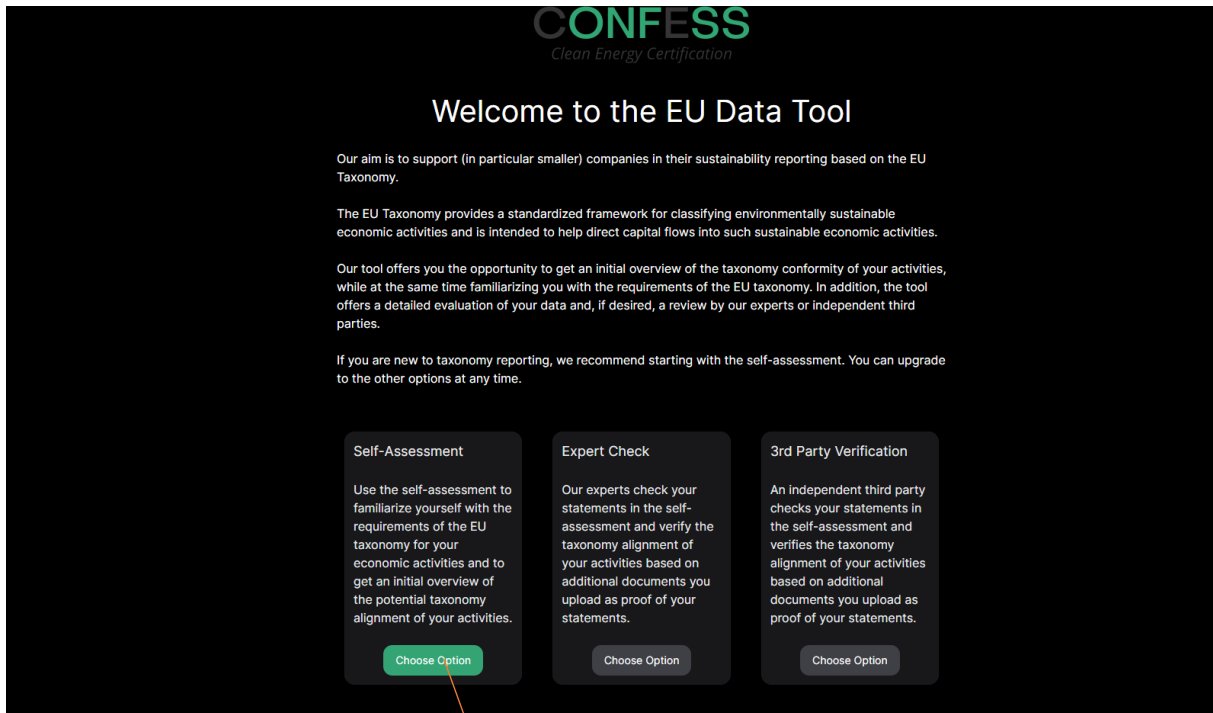 CONFESS
Clean Energy Certification
Welcome to the EU Data Tool
Our aim is to support (in particular smaller) companies in their sustainability reporting based on the EU
Taxonomy.
The EU Taxonomy provides a standardized framework for classifying environmentally sustainable
economic activities and is intended to help direct capital flows into such sustainable economic activities.
Our tool offers you the opportunity to get an initial overview of the taxonomy conformity of your activities,
while at the same time familiarizing you with the requirements of the EU taxonomy. In addition, the tool
offers a detailed evaluation of your data and, if desired, a review by our experts or independent third
parties.
If you are new to taxonomy reporting, we recommend starting with the self-assessment. You can upgrade
to the other options at any time.
Self-Assessment
Use the self-assessment to
familiarize yourself with the
requirements of the EU
taxonomy for your
economic activities and to
get an initial overview of
the potential taxonomy
alignment of your activities.
Choose Option
Expert Check
Our experts check your
statements in the self-
assessment and verify the
taxonomy alignment of
your activities based on
additional documents you
upload as proof of your
statements.
Choose Option
3rd Party Verification
An independent third party
checks your statements in
the self-assessment and
verifies the taxonomy
alignment of your activities
based on additional
documents you upload as
proof of your statements.
Choose Option